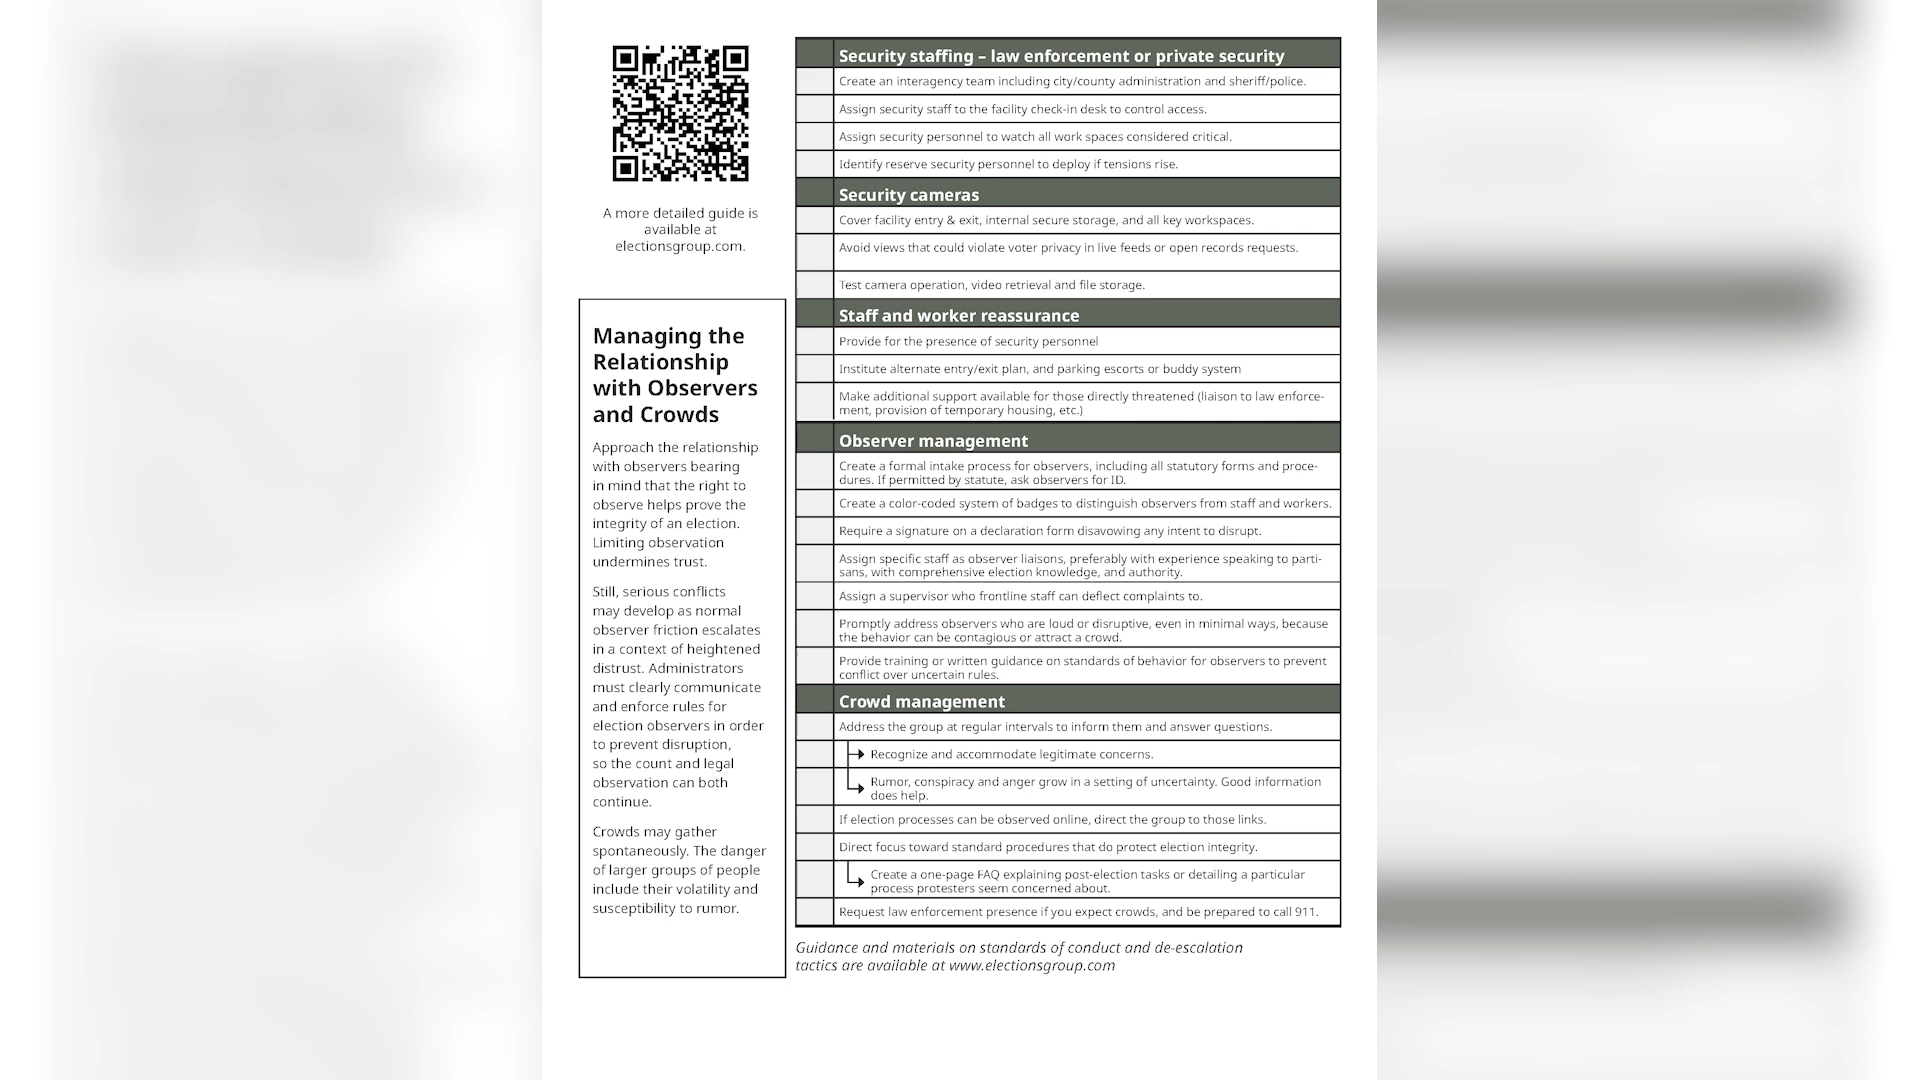 A more detailed guide is
available at
electionsgroup.com.
Managing the
Relationship
with Observers
and Crowds
Approach the relationship
with observers bearing
in mind that the right to
observe helps prove the
integrity of an election.
Limiting observation
undermines trust.
Still, serious conflicts
may develop as normal
observer friction escalates
in a context of heightened
distrust. Administrators
must clearly communicate
and enforce rules for
election observers in order
to prevent disruption,
so the count and legal
observation can both
continue.
Crowds may gather
spontaneously. The danger
of larger groups of people
include their volatility and
susceptibility to rumor.
Security staffing – law enforcement or private security
Create an interagency team including city/county administration and sheriff/police.
Assign security staff to the facility check-in desk to control access.
Assign security personnel to watch all work spaces considered critical.
Identify reserve security personnel to deploy if tensions rise.
Security cameras
Cover facility entry & exit, internal secure storage, and all key workspaces.
Avoid views that could violate voter privacy in live feeds or open records requests.
Test camera operation, video retrieval and file storage.
Staff and worker reassurance
Provide for the presence of security personnel
Institute alternate entry/exit plan, and parking escorts or buddy system
Make additional support available for those directly threatened (liaison to law enforce-
ment, provision of temporary housing, etc.)
Observer management
Create a formal intake process for observers, including all statutory forms and proce-
dures. If permitted by statute, ask observers for ID.
Create a color-coded system of badges to distinguish observers from staff and workers.
Require a signature on a declaration form disavowing any intent to disrupt.
Assign specific staff as observer liaisons, preferably with experience speaking to parti-
sans, with comprehensive election knowledge, and authority.
Assign a supervisor who frontline staff can deflect complaints to.
Promptly address observers who are loud or disruptive, even in minimal ways, because
the behavior can be contagious or attract a crowd.
Provide training or written guidance on standards of behavior for observers to prevent
conflict over uncertain rules.
Crowd management
Address the group at regular intervals to inform them and answer questions.
Recognize and accommodate legitimate concerns.
Rumor, conspiracy and anger grow in a setting of uncertainty. Good information
does help.
If election processes can be observed online, direct the group to those links.
Direct focus toward standard procedures that do protect election integrity.
Create a one-page FAQ explaining post-election tasks or detailing a particular
process protesters seem concerned about.
Request law enforcement presence if you expect crowds, and be prepared to call 911.
Guidance and materials on standards of conduct and de-escalation
tactics are available at www.electionsgroup.com